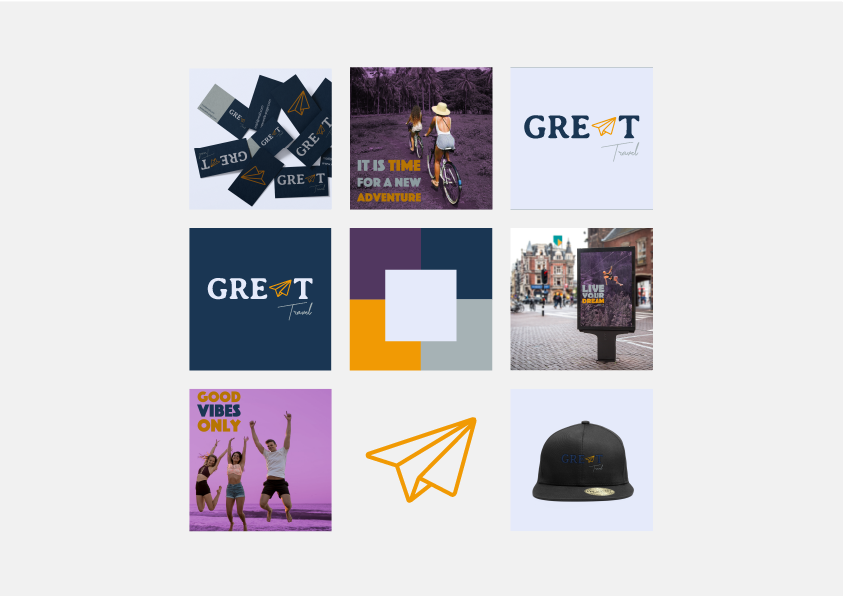 GRE T
GRE T
GRE T
GRE T
IT IS TIME
FOR A NEW
ADVENTURE
GRE T
Travel
GRE T
Travel
LIVE
YOUR
DREAM
GOOD
VIBES
ONLY
GRE T